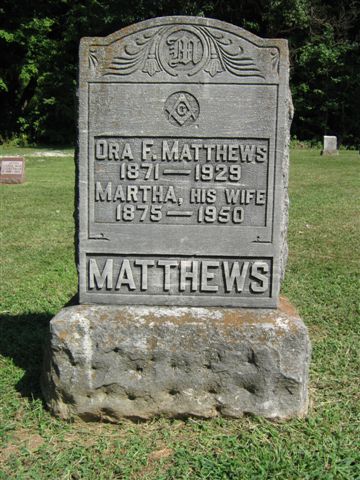 M
G
ORA F. MATTHEWS
1871 — 1929
MARTHA, HIS WIFE
1875 — 1950
MATTHEWS